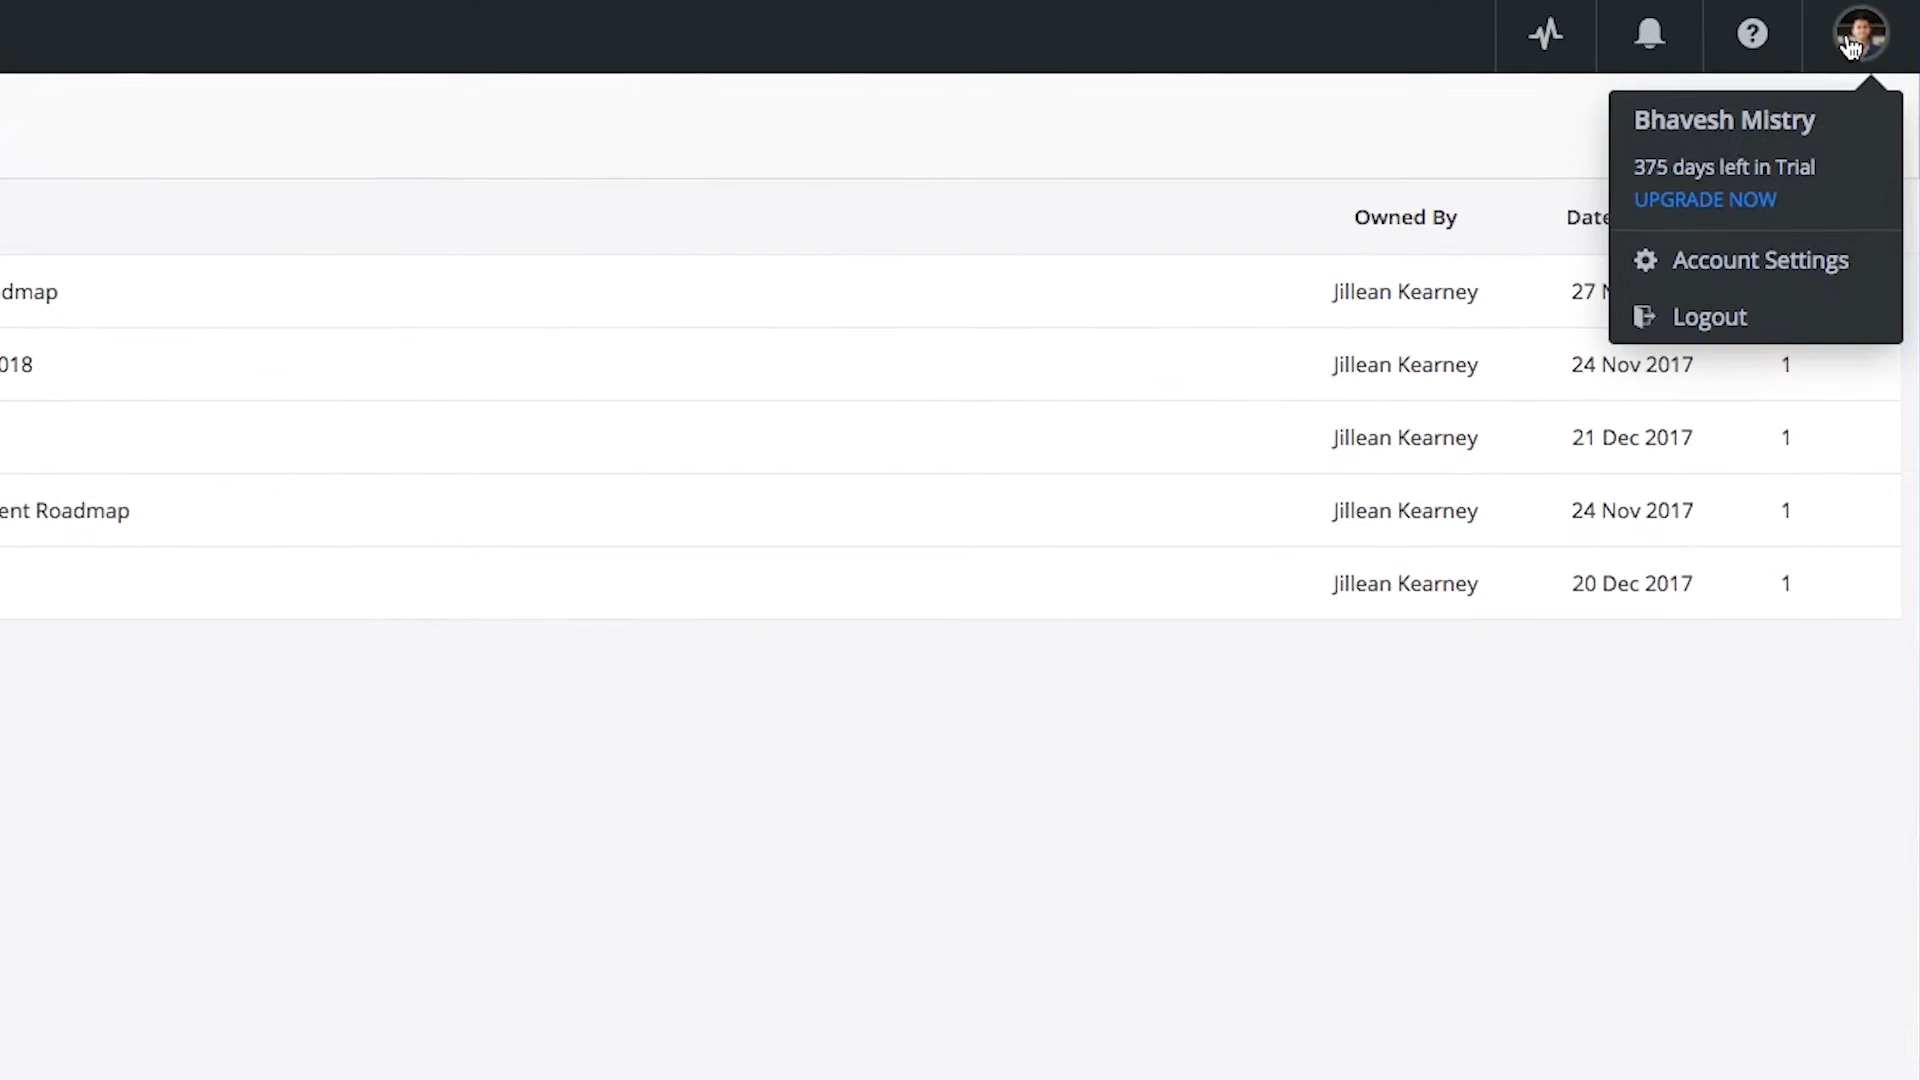 Bhavesh Mistry
375 days left in Trial
UPGRADE NOW
Account Settings
Logout
Owned By Date
dmap Jillean Kearney 27 N
018 Jillean Kearney 24 Nov 2017 1
Jillean Kearney 21 Dec 2017 1
ent Roadmap Jillean Kearney 24 Nov 2017 1
Jillean Kearney 20 Dec 2017 1